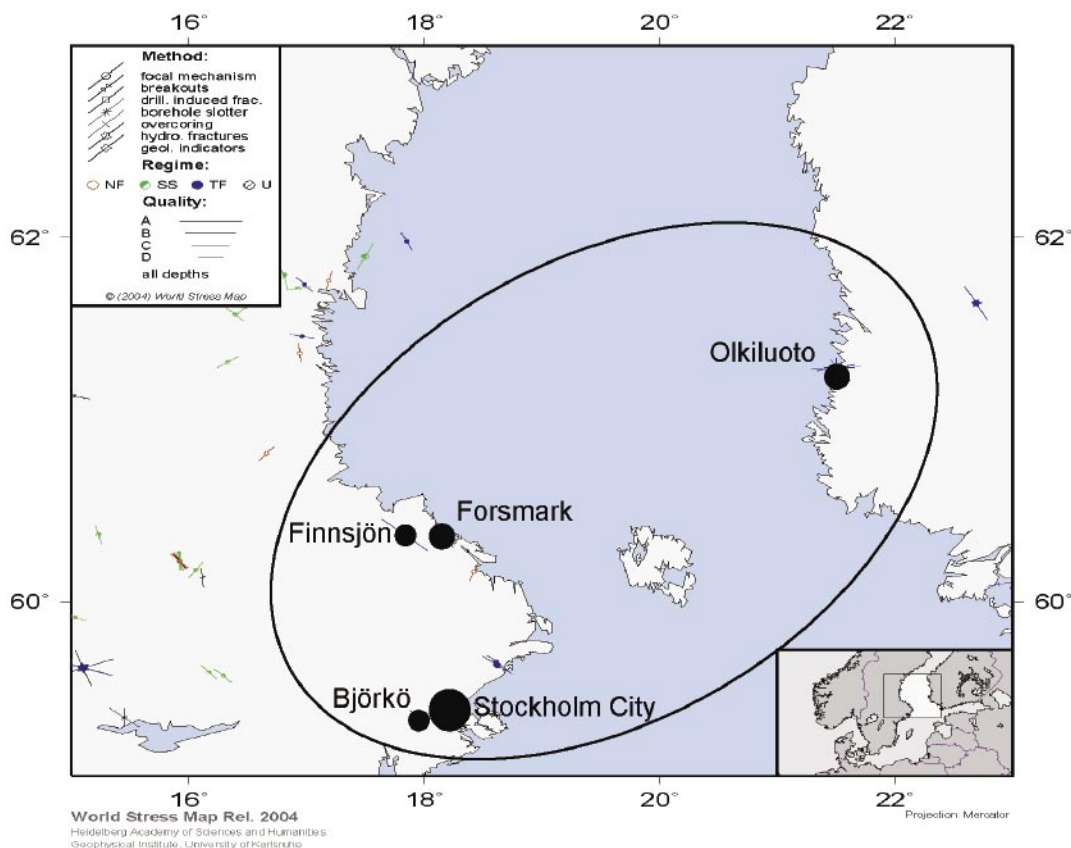 16°
18°
20°
22°
Method:
focal mechanism
breakouts
drill. induced frac.
borehole slotter
overcoring
hydro. fractures
geol. indicators
Regime:
NF SS TF U
Quality:
A
B
C
D
all depths
© (2004) World Stress Map
62°
62°
Olkiluoto
Forsmark
Finnsjön
60°
60°
Björkö
Stockholm City
16°
18°
20°
22°
World Stress Map Rel. 2004
Projection: Mercator
Heidelberg Academy of Sciences and Humanities
Geophysical Institute, University of Karlsruhe